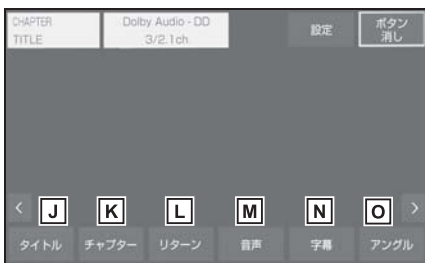 CHAPTER
TITLE
Dolby Audio - DD
3/2.1ch
設定
ボタン
消し
< J K L M N O >
タイトル チャプター リターン 音声 字幕 アングル